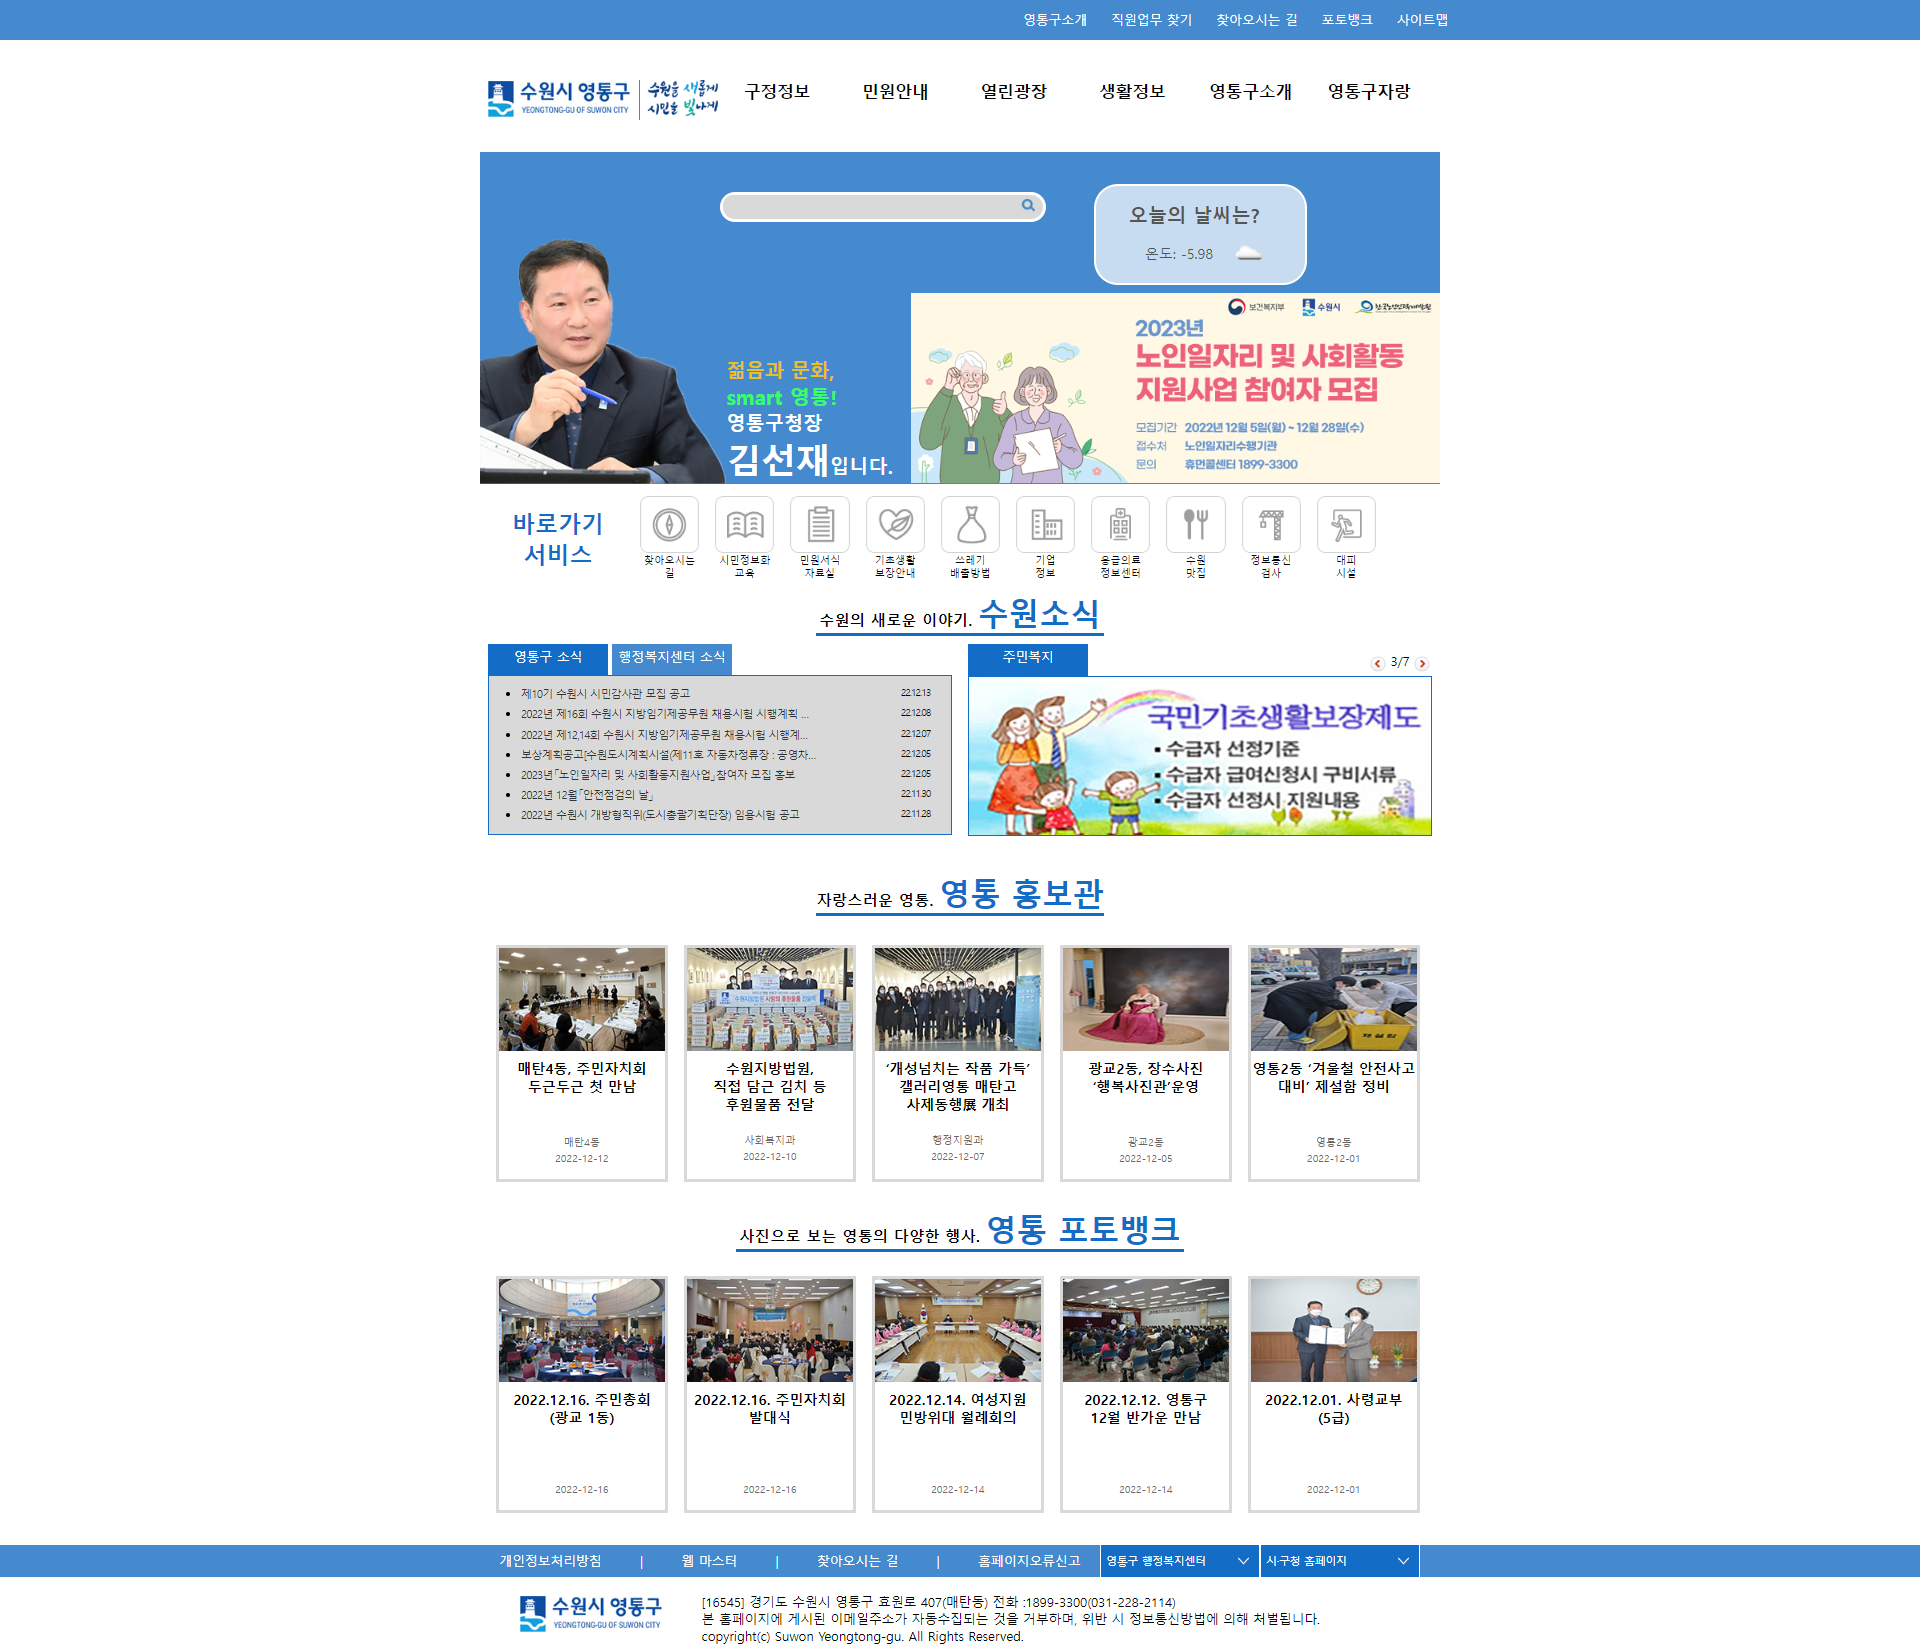 영통구소개 직원업무 찾기 찾아오시는 길 포토뱅크 사이트맵
수원시 영통구
YEONGTONG-GU OF SUWON CITY
수원을 새롭게
시민을 빛나게
구정정보 민원안내 열린광장 생활정보 영통구소개 영통구자랑
오늘의 날씨는?
온도: -5.98
젊음과 문화,
smart 영통!
영통구청장
김선재입니다.
보건복지부 수원시 한국노인인력개발원
2023년
노인일자리 및 사회활동
지원사업 참여자 모집
모집기간 2022년 12월 5일(월) ~ 12월 28일(수)
접수처 노인일자리수행기관
문의 휴먼콜센터 1899-3300
바로가기
서비스
찾아오시는
길
시민정보화
교육
민원서식
자료실
기초생활
보장안내
쓰레기
배출방법
기업
정보
응급의료
정보센터
수원
맛집
정보통신
검사
대피
시설
수원의 새로운 이야기. 수원소식
영통구 소식 행정복지센터 소식
제10기 수원시 시민감사관 모집 공고 22.12.13
2022년 제16회 수원시 지방임기제공무원 채용시험 시행계획 ... 22.12.08
2022년 제12,14회 수원시 지방임기제공무원 채용시험 시행계... 22.12.07
보상계획공고[수원도시계획시설(제11호 자동차정류장 : 공영차... 22.12.05
2023년「노인일자리 및 사회활동지원사업」참여자 모집 홍보 22.12.05
2022년 12월「안전점검의 날」 22.11.30
2022년 수원시 개방형직위(도시총괄기획단장) 임용시험 공고 22.11.28
주민복지 3/7
국민기초생활보장제도
수급자 선정기준
수급자 급여신청시 구비서류
수급자 선정시 지원내용
자랑스러운 영통. 영통 홍보관
매탄4동, 주민자치회
두근두근 첫 만남
매탄4동
2022-12-12
수원지방법원,
직접 담근 김치 등
후원물품 전달
사회복지과
2022-12-10
‘개성넘치는 작품 가득’
갤러리영통 매탄고
사제동행展 개최
행정지원과
2022-12-07
광교2동, 장수사진
‘행복사진관’운영
광교2동
2022-12-05
영통2동 ‘겨울철 안전사고
대비’ 제설함 정비
영통2동
2022-12-01
사진으로 보는 영통의 다양한 행사. 영통 포토뱅크
2022.12.16. 주민총회
(광교 1동)
2022-12-16
2022.12.16. 주민자치회
발대식
2022-12-16
2022.12.14. 여성지원
민방위대 월례회의
2022-12-14
2022.12.12. 영통구
12월 반가운 만남
2022-12-14
2022.12.01. 사령교부
(5급)
2022-12-01
개인정보처리방침 | 웹 마스터 | 찾아오시는 길 | 홈페이지오류신고 영통구 행정복지센터 시·구청 홈페이지
수원시 영통구
YEONGTONG-GU OF SUWON CITY
[16545] 경기도 수원시 영통구 효원로 407(매탄동) 전화 :1899-3300(031-228-2114)
본 홈페이지에 게시된 이메일주소가 자동수집되는 것을 거부하며, 위반 시 정보통신방법에 의해 처벌됩니다.
copyright(c) Suwon Yeongtong-gu. All Rights Reserved.